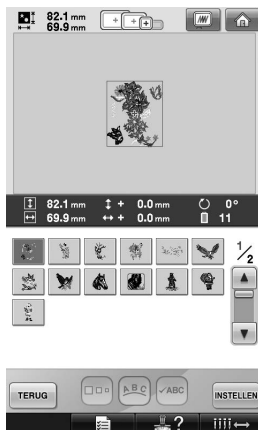 82.1 mm
69.9 mm
82.1 mm + 0.0 mm 0°
69.9 mm + 0.0 mm 11
1/2
TERUG ABC ✓ABC INSTELLEN
?